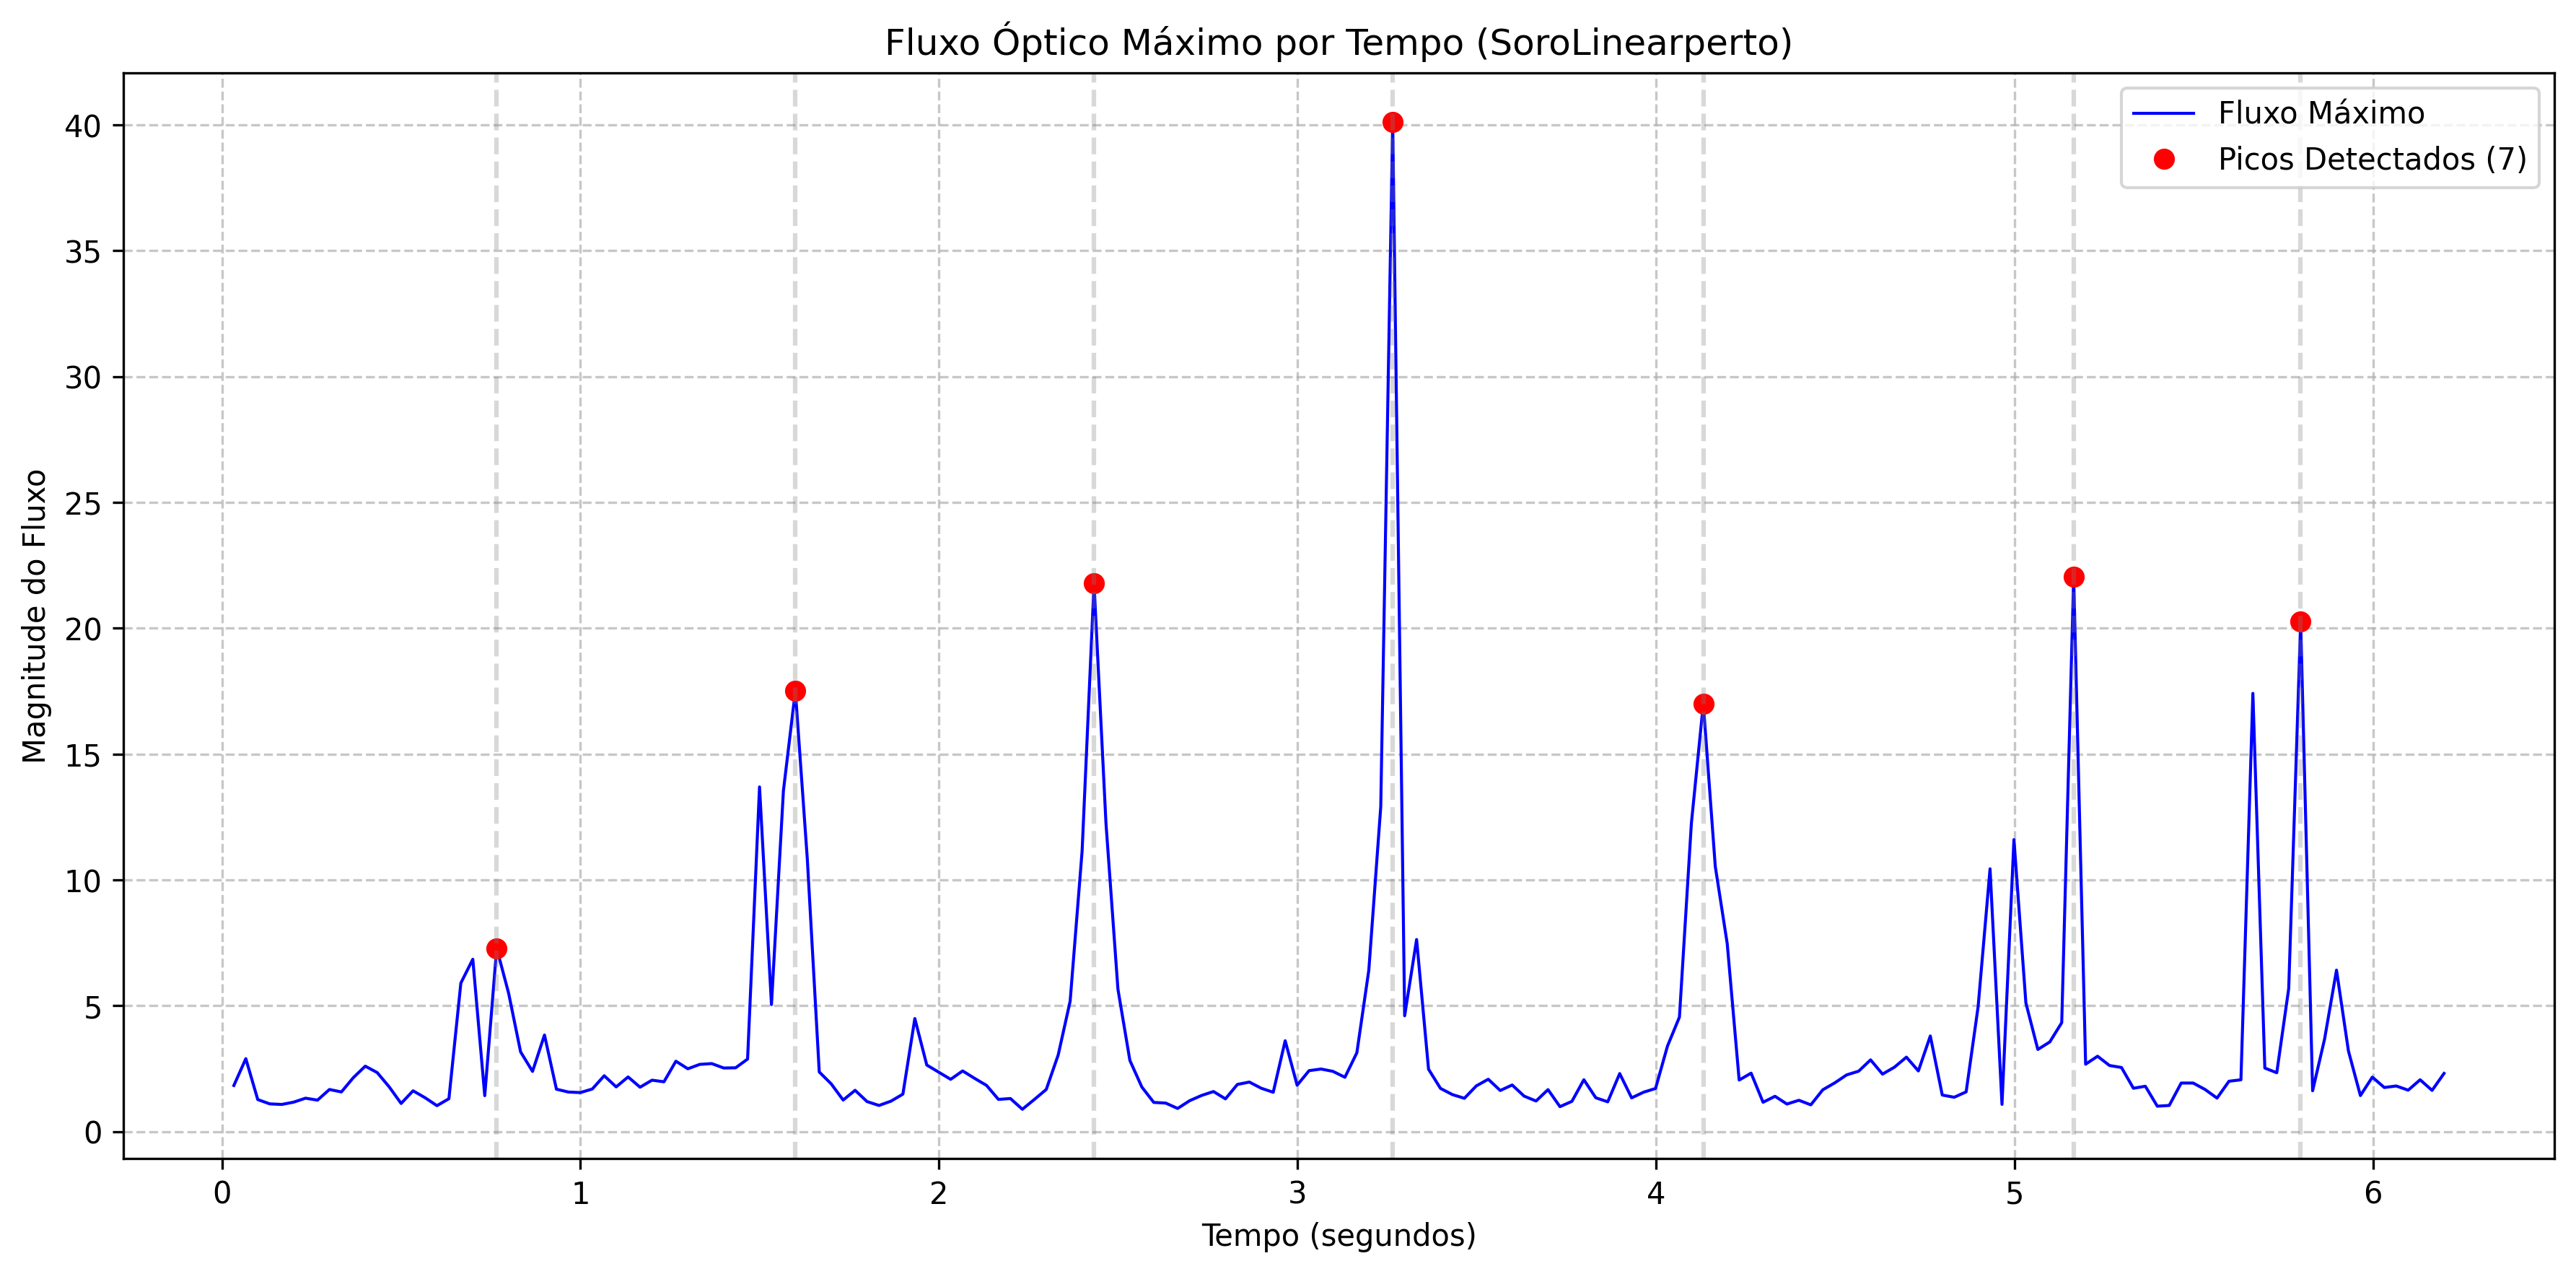 Fluxo Óptico Máximo por Tempo (SoroLinearperto)
Fluxo Máximo
Picos Detectados (7)
Magnitude do Fluxo
40
35
30
25
20
15
10
5
0
0 1 2 3 4 5 6
Tempo (segundos)